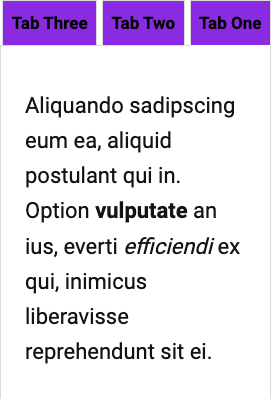 Tab Three Tab Two Tab One
Aliquando sadipscing
eum ea, aliquid
postulant qui in.
Option vulputate an
ius, everti efficiendi ex
qui, inimicus
liberavisse
reprehendunt sit ei.